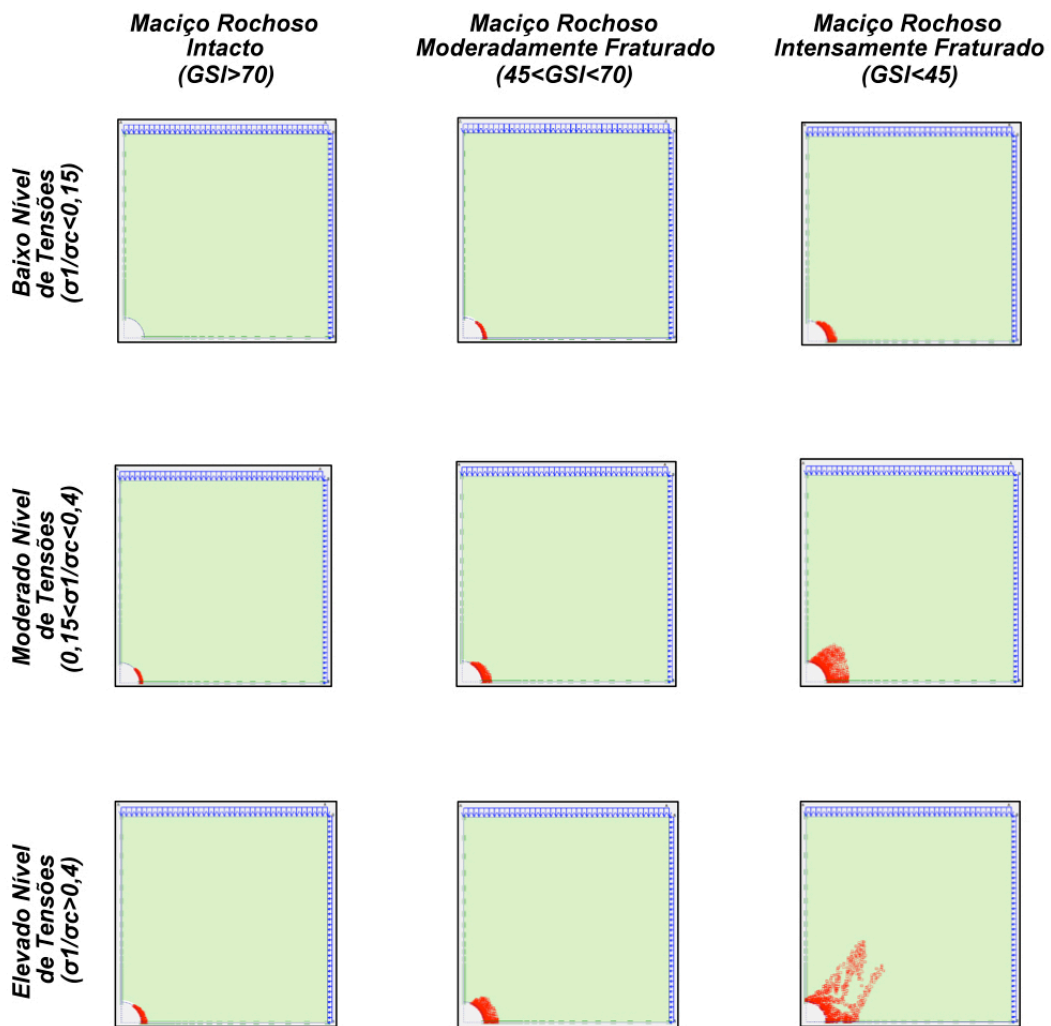 Maciço Rochoso
Intacto
(GSI>70)
Maciço Rochoso
Moderadamente Fraturado
(45<GSI<70)
Maciço Rochoso
Intensamente Fraturado
(GSI<45)
Baixo Nível
de Tensões
(σ1/σc<0,15)
Moderado Nível
de Tensões
(0,15<σ1/σc<0,4)
Elevado Nível
de Tensões
(σ1/σc>0,4)